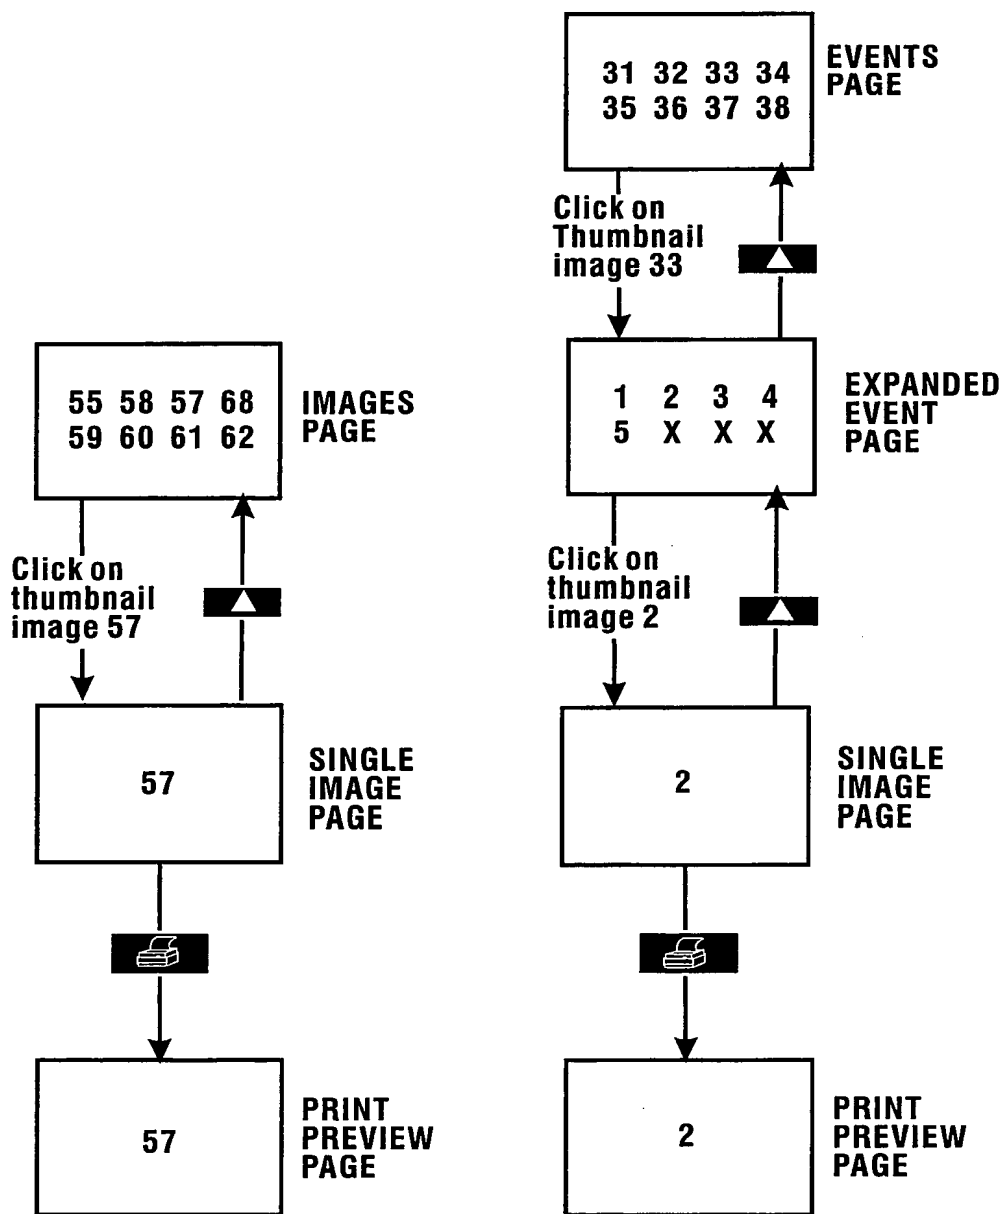 31 32 33 34
35 36 37 38
EVENTS
PAGE
Click on
Thumbnail
image 33
1 2 3 4
5 X X X
EXPANDED
EVENT
PAGE
Click on
thumbnail
image 2
2
SINGLE
IMAGE
PAGE
2
PRINT
PREVIEW
PAGE
55 58 57 68
59 60 61 62
IMAGES
PAGE
Click on
thumbnail
image 57
57
SINGLE
IMAGE
PAGE
57
PRINT
PREVIEW
PAGE